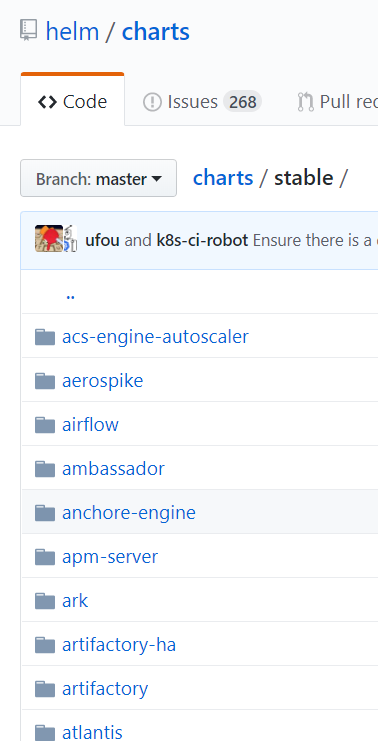 helm / charts
Code Issues 268 Pull req
Branch: master charts / stable /
ufou and k8s-ci-robot Ensure there is a
..
acs-engine-autoscaler
aerospike
airflow
ambassador
anchore-engine
apm-server
ark
artifactory-ha
artifactory
atlantis